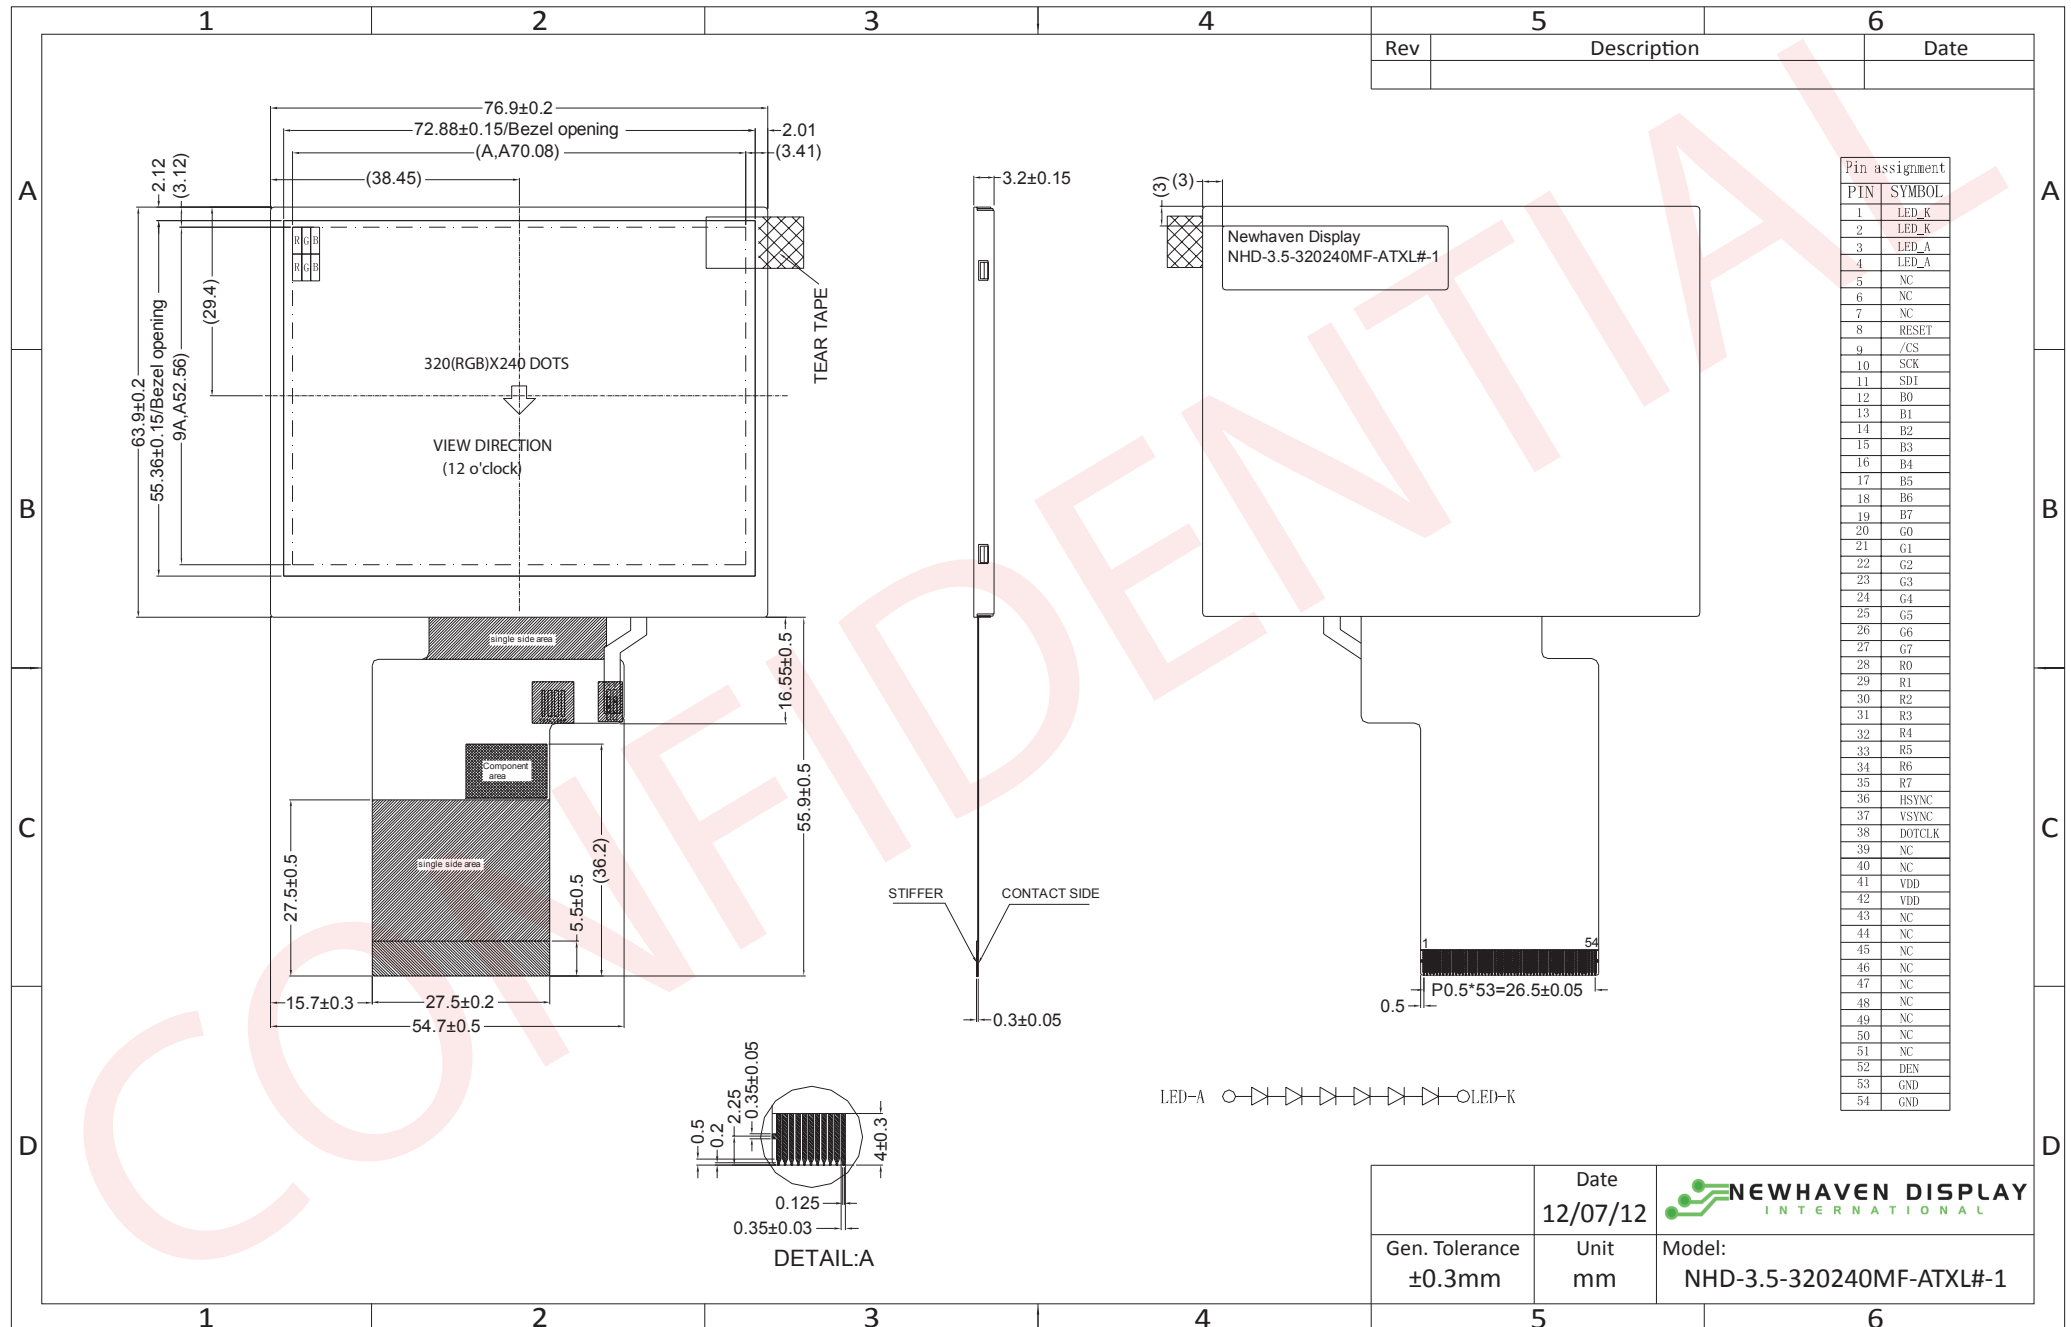 1 2 3 4 5 6
Rev Description Date
A
B
C
D
76.9±0.2
72.88±0.15/Bezel opening
2.01
(A,A70.08)
(3.41)
(38.45)
2.12
(3.12)
(29.4)
63.9±0.2
55.36±0.15/Bezel opening
9A,A52.56)
R G B
R G B
TEAR TAPE
320(RGB)X240 DOTS
VIEW DIRECTION
(12 o'clock)
single side area
Component
area
single side area
16.55±0.5
55.9±0.5
(36.2)
5.5±0.5
27.5±0.5
15.7±0.3
27.5±0.2
54.7±0.5
3.2±0.15
STIFFER
CONTACT SIDE
0.3±0.05
(3)
(3)
Newhaven Display
NHD-3.5-320240MF-ATXL#-1
1 54
P0.5*53=26.5±0.05
0.5
LED-A LED-K
0.5
0.2
2.25
0.35±0.05
4±0.3
0.125
0.35±0.03
DETAIL:A
Pin assignment
PIN SYMBOL
1 LED_K
2 LED_K
3 LED_A
4 LED_A
5 NC
6 NC
7 NC
8 RESET
9 /CS
10 SCK
11 SDI
12 B0
13 B1
14 B2
15 B3
16 B4
17 B5
18 B6
19 B7
20 G0
21 G1
22 G2
23 G3
24 G4
25 G5
26 G6
27 G7
28 R0
29 R1
30 R2
31 R3
32 R4
33 R5
34 R6
35 R7
36 HSYNC
37 VSYNC
38 DOTCLK
39 NC
40 NC
41 VDD
42 VDD
43 NC
44 NC
45 NC
46 NC
47 NC
48 NC
49 NC
50 NC
51 NC
52 DEN
53 GND
54 GND
A
B
C
D
CONFIDENTIAL
Date
12/07/12
NEWHAVEN DISPLAY
INTERNATIONAL
Gen. Tolerance
±0.3mm
Unit
mm
Model:
NHD-3.5-320240MF-ATXL#-1
1 2 3 4 5 6